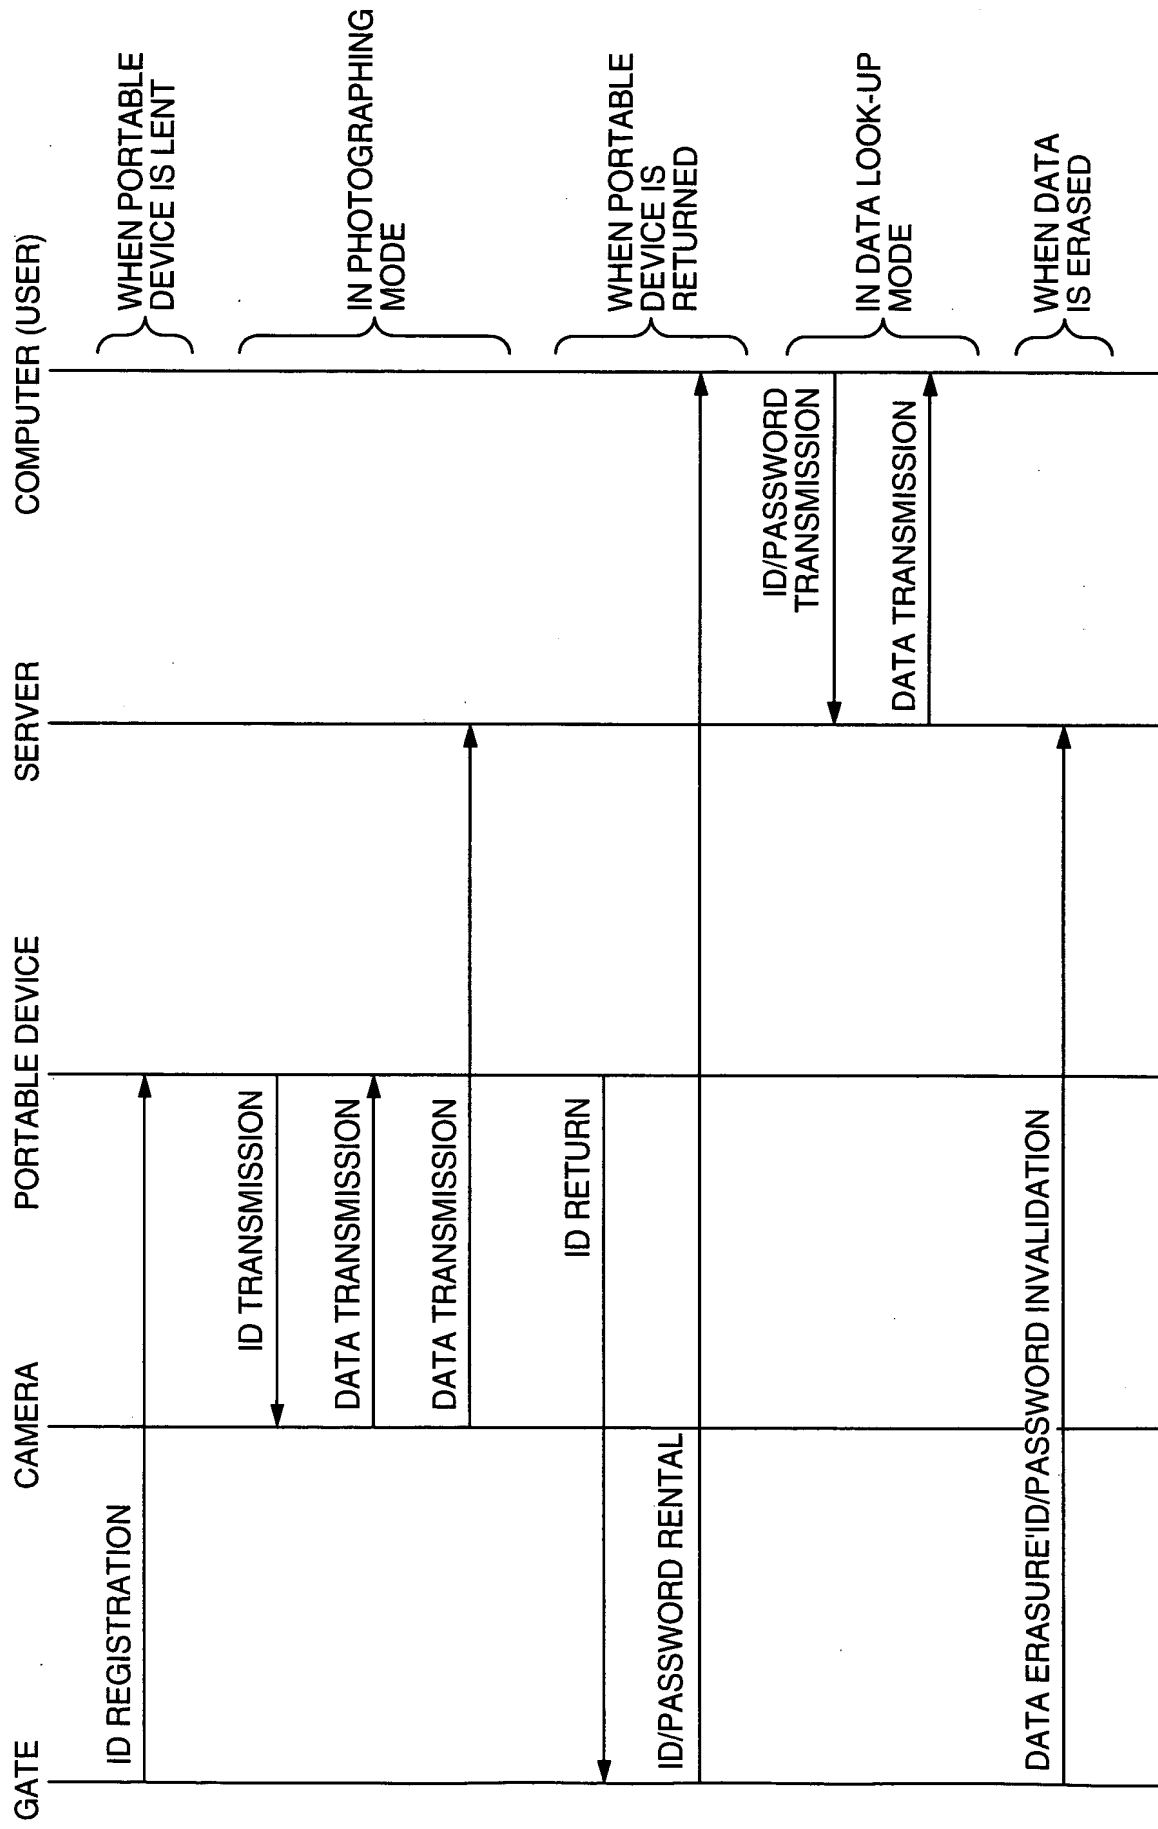 GATE
CAMERA
PORTABLE DEVICE
SERVER
COMPUTER (USER)
ID REGISTRATION
WHEN PORTABLE
DEVICE IS LENT
ID TRANSMISSION
DATA TRANSMISSION
DATA TRANSMISSION
IN PHOTOGRAPHING
MODE
ID RETURN
ID/PASSWORD RENTAL
WHEN PORTABLE
DEVICE IS
RETURNED
ID/PASSWORD
TRANSMISSION
DATA TRANSMISSION
IN DATA LOOK-UP
MODE
DATA ERASURE'ID/PASSWORD INVALIDATION
WHEN DATA
IS ERASED